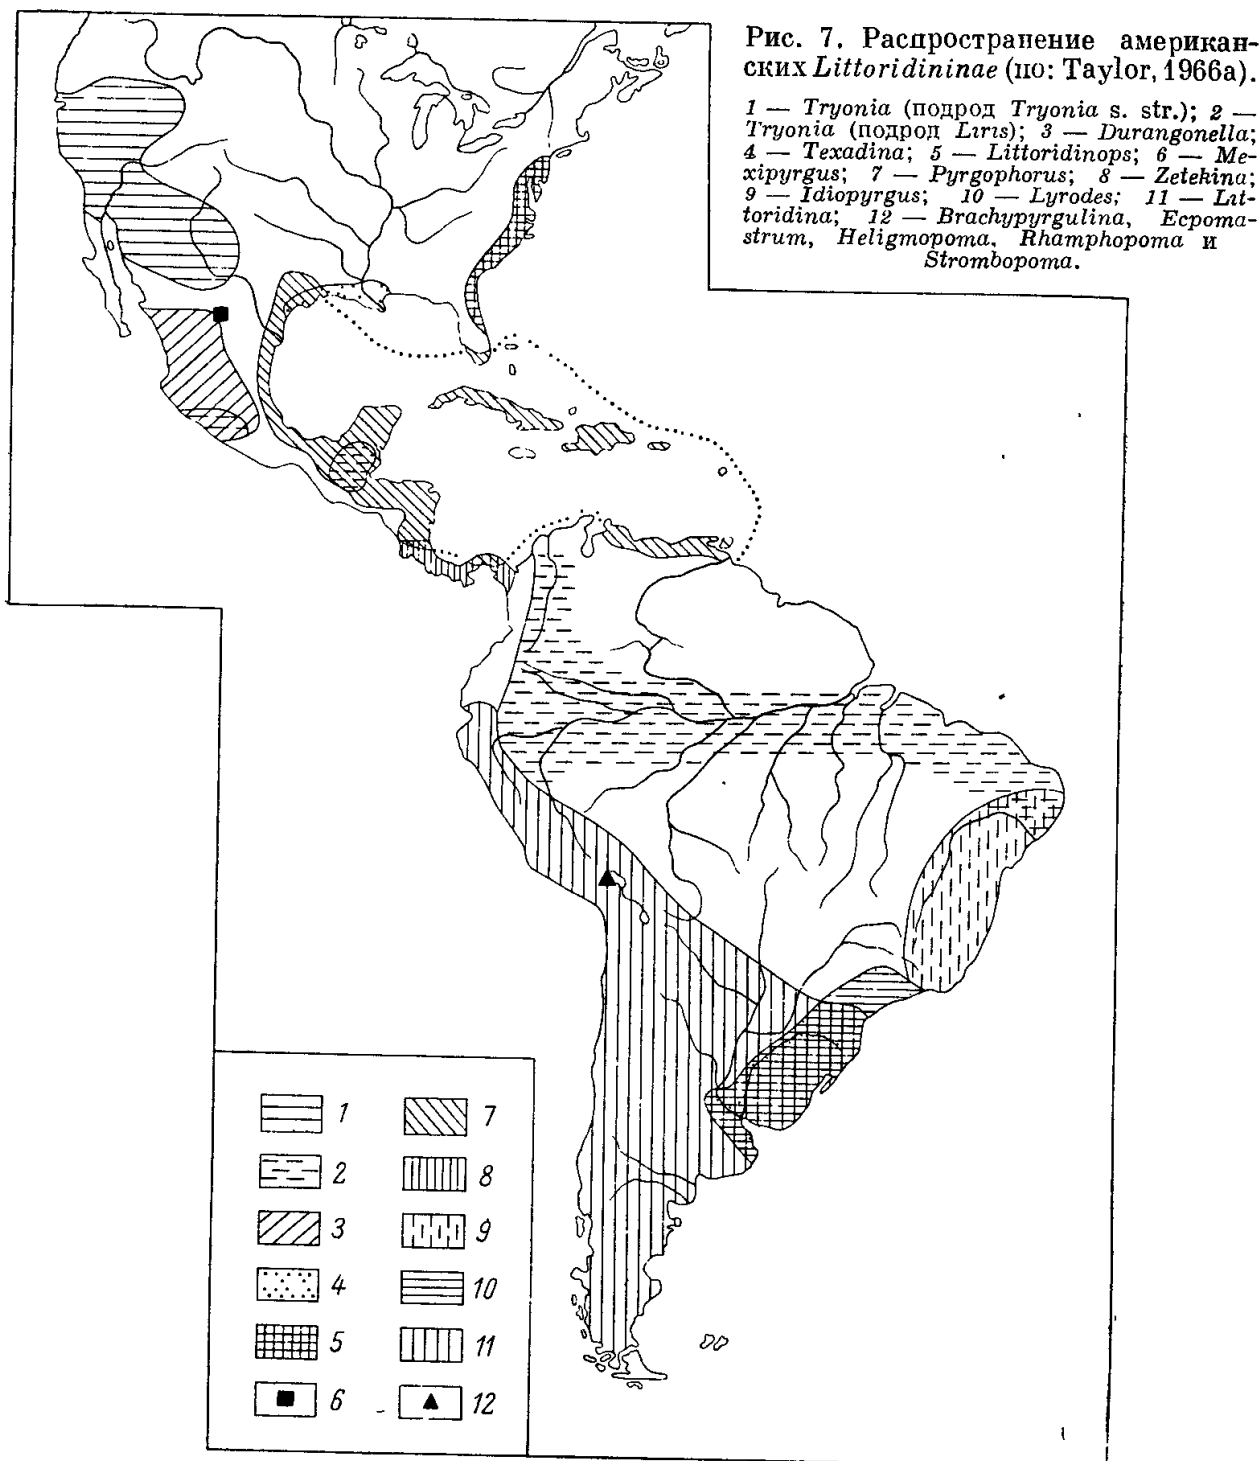 Рис. 7. Распространение американ-
ских Littoridininae (по: Taylor, 1966a).
1 — Tryonia (подрод Tryonia s. str.); 2 —
Tryonia (подрод Liris); 3 — Durangonella;
4 — Texadina; 5 — Littoridinops; 6 — Me-
xipyrgus; 7 — Pyrgophorus; 8 — Zetekina;
9 — Idiopyrgus; 10 — Lyrodes; 11 — Lit-
toridina; 12 — Brachypyrgulina, Ecpoma-
strum, Heligmopoma, Rhamphopoma и
Strombopoma.
1 7
2 8
3 9
4 10
5 11
6 12